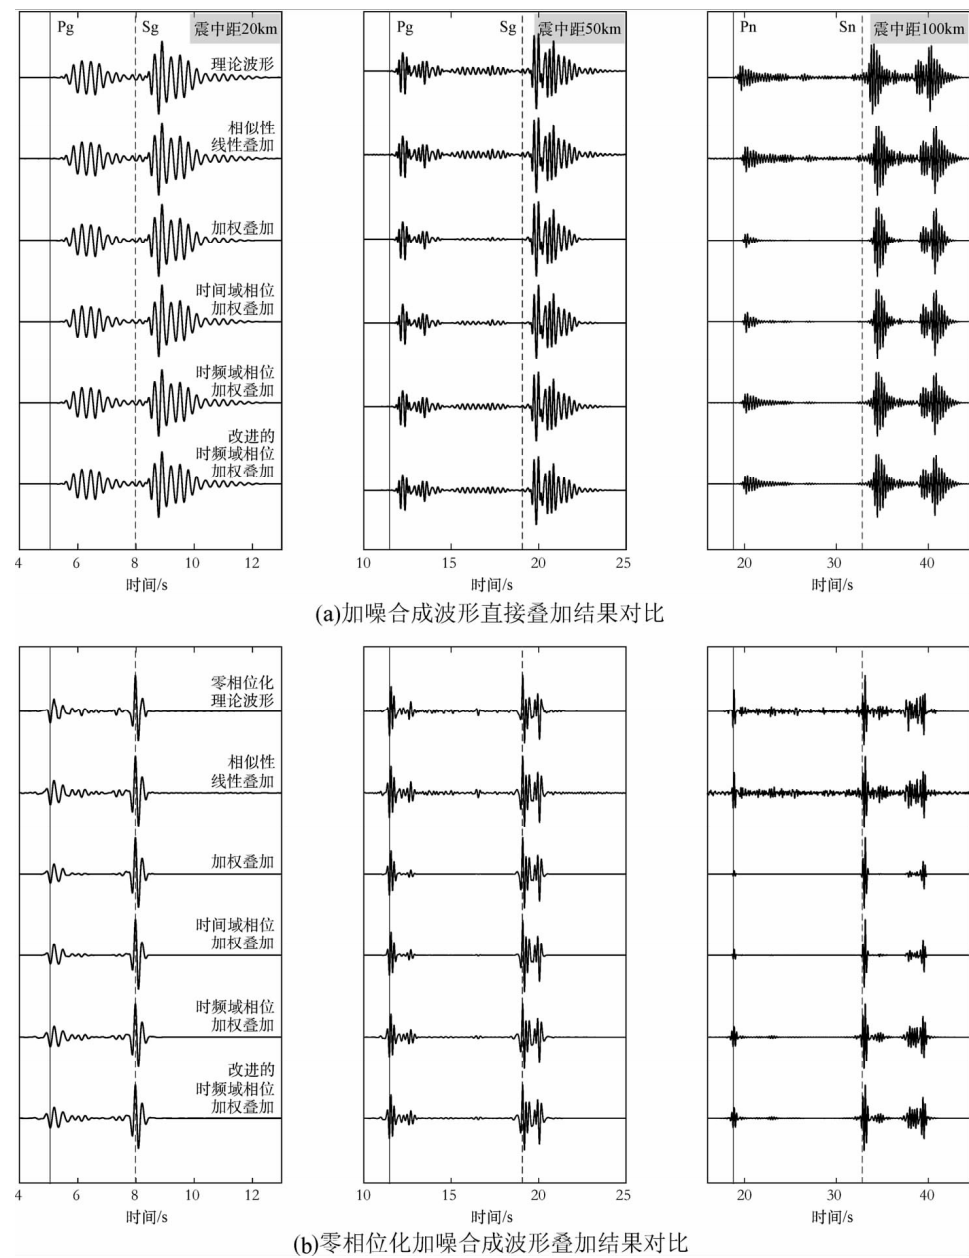 Pg Sg 震中距20km
理论波形
相似性
线性叠加
加权叠加
时间域相位
加权叠加
时频域相位
加权叠加
改进的
时频域相位
加权叠加
4 6 8 10 12
时间/s
Pg Sg 震中距50km
10 15 20 25
时间/s
Pn Sn 震中距100km
20 30 40
时间/s
(a)加噪合成波形直接叠加结果对比
零相位化
理论波形
相似性
线性叠加
加权叠加
时间域相位
加权叠加
时频域相位
加权叠加
改进的
时频域相位
加权叠加
4 6 8 10 12
时间/s
10 15 20 25
时间/s
20 30 40
时间/s
(b)零相位化加噪合成波形叠加结果对比